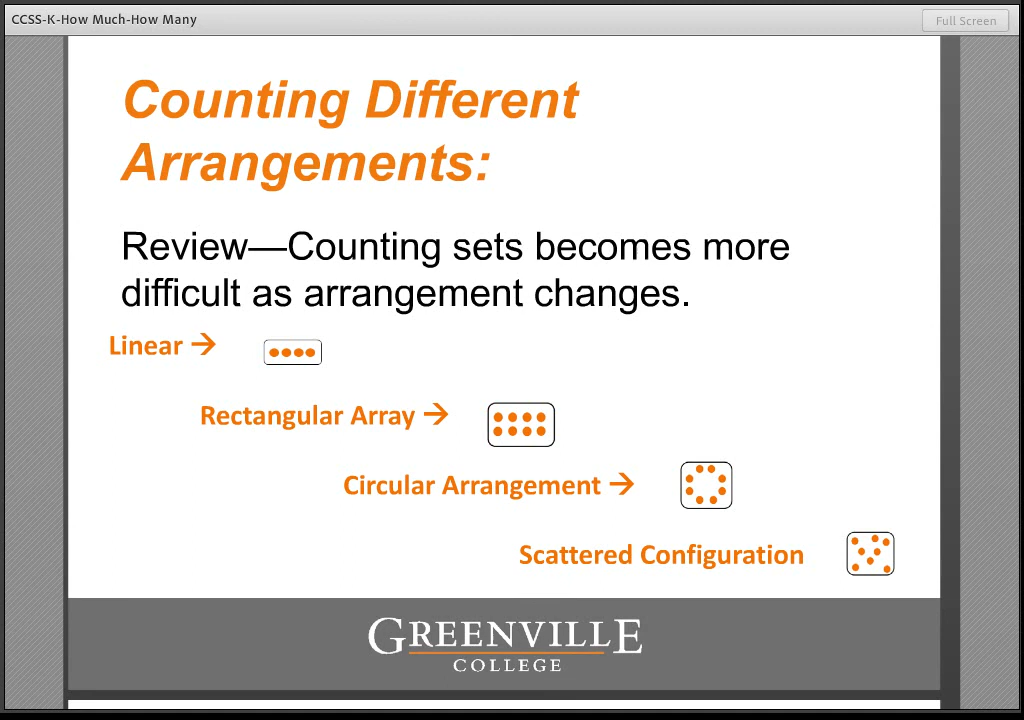 CCSS-K-How Much-How Many
Full Screen
Counting Different
Arrangements:
Review—Counting sets becomes more
difficult as arrangement changes.
Linear →
Rectangular Array →
Circular Arrangement →
Scattered Configuration
GREENVILLE
COLLEGE